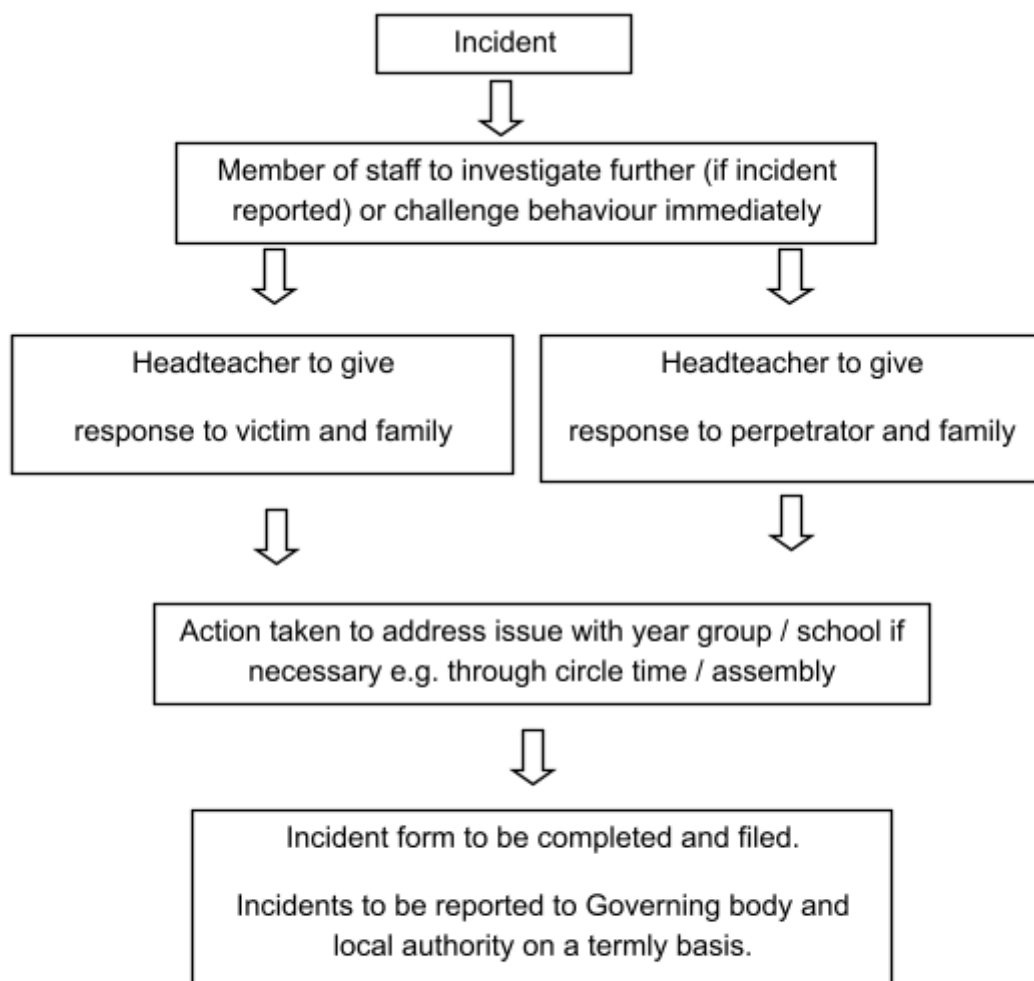 Incident
Member of staff to investigate further (if incident
reported) or challenge behaviour immediately
Headteacher to give
response to victim and family
Headteacher to give
response to perpetrator and family
Action taken to address issue with year group / school if
necessary e.g. through circle time / assembly
Incident form to be completed and filed.
Incidents to be reported to Governing body and
local authority on a termly basis.